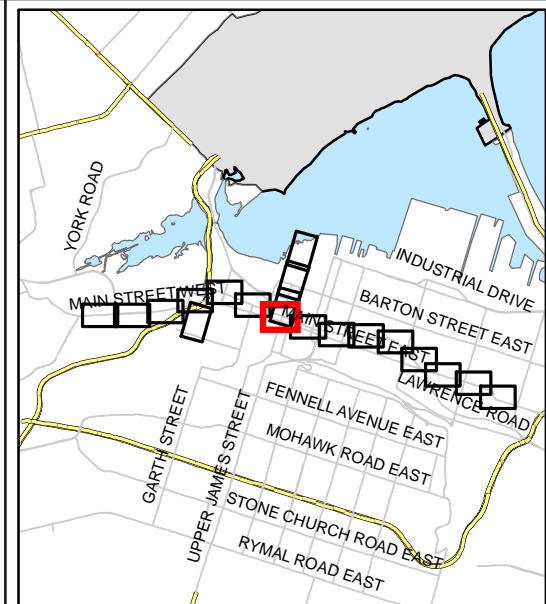 YORK ROAD
INDUSTRIAL DRIVE
MAIN STREET WEST
BARTON STREET EAST
MAIN STREET EAST
LAWRENCE ROAD
FENNELL AVENUE EAST
GARTH STREET
UPPER JAMES STREET
MOHAWK ROAD EAST
STONE CHURCH ROAD EAST
RYMAL ROAD EAST